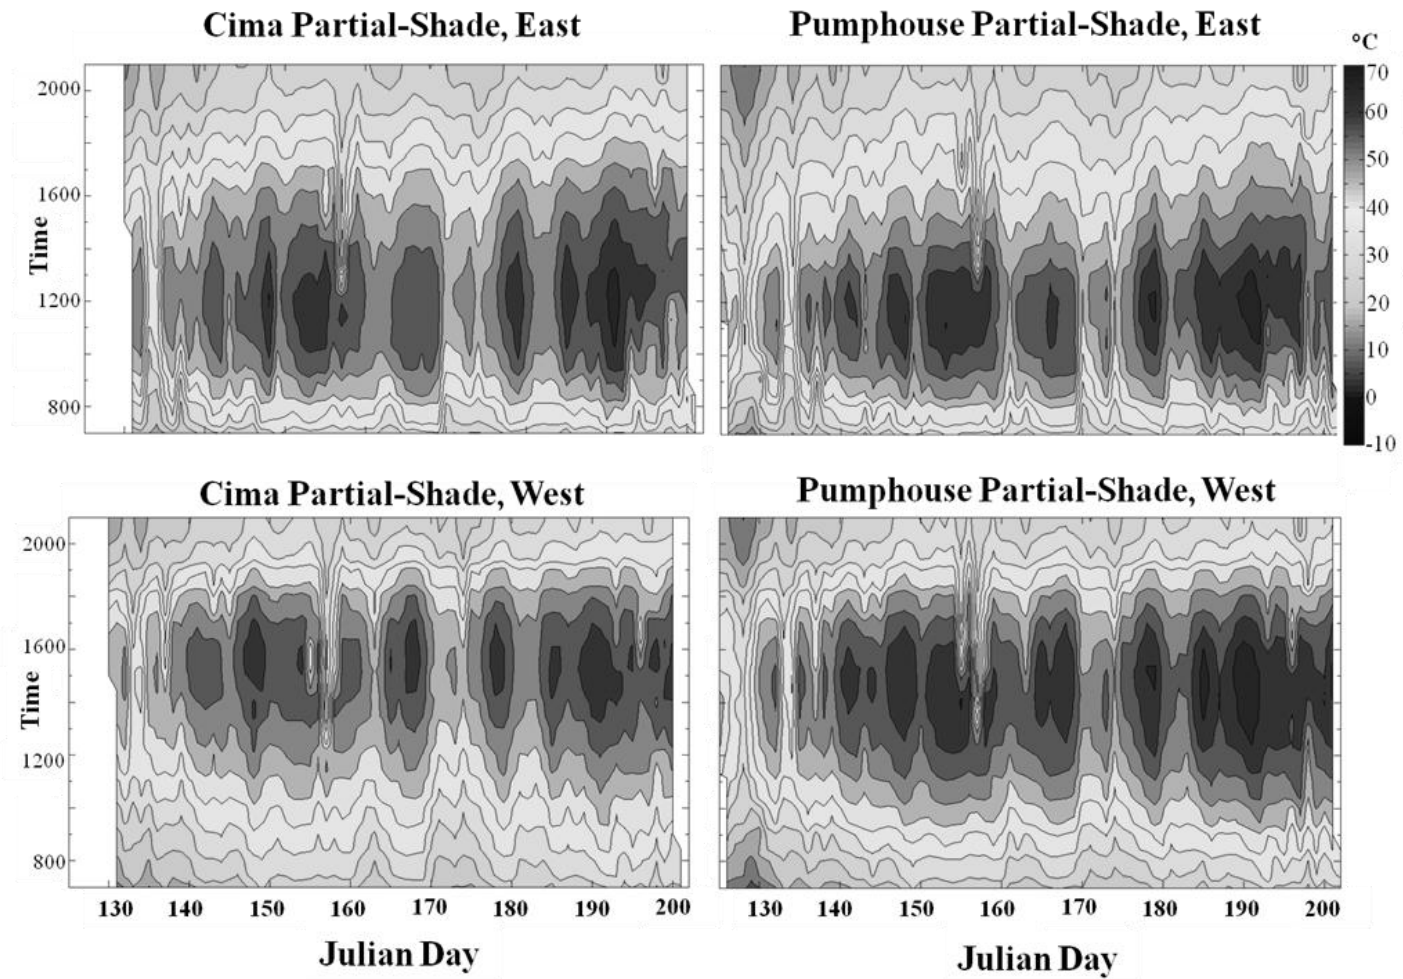 Cima Partial-Shade, East
Pumphouse Partial-Shade, East
°C
70
60
50
40
30
20
10
0
-10
2000
1600
1200
800
Time
Cima Partial-Shade, West
Pumphouse Partial-Shade, West
2000
1600
1200
800
Time
130 140 150 160 170 180 190 200
130 140 150 160 170 180 190 200
Julian Day
Julian Day